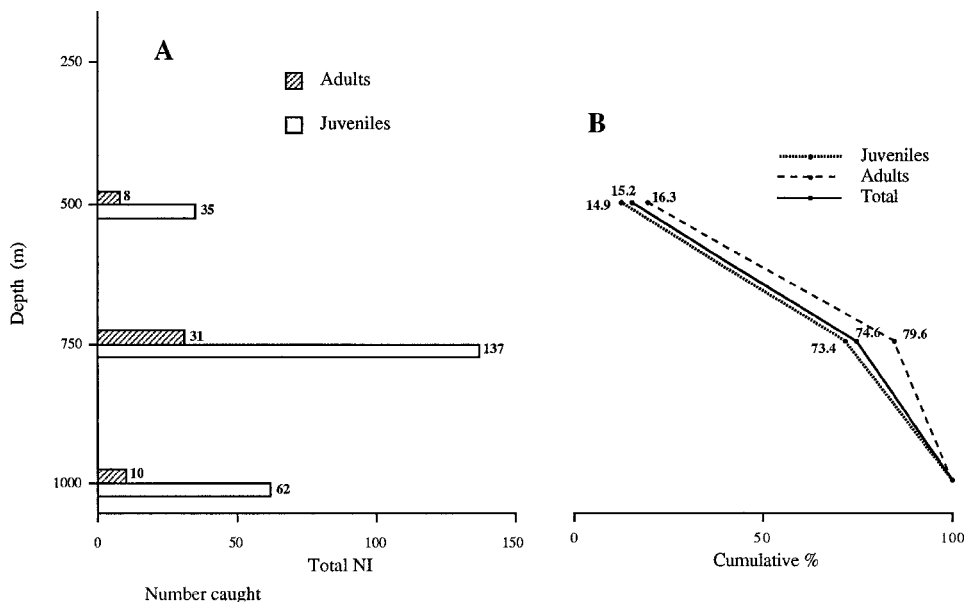 A
250
Adults
Juveniles
8
500
35
Depth (m)
31
750
137
10
1000
62
0
50
100
150
Total NI
Number caught
B
Juveniles
Adults
Total
15.2
14.9
16.3
74.6
79.6
73.4
0
50
100
Cumulative %